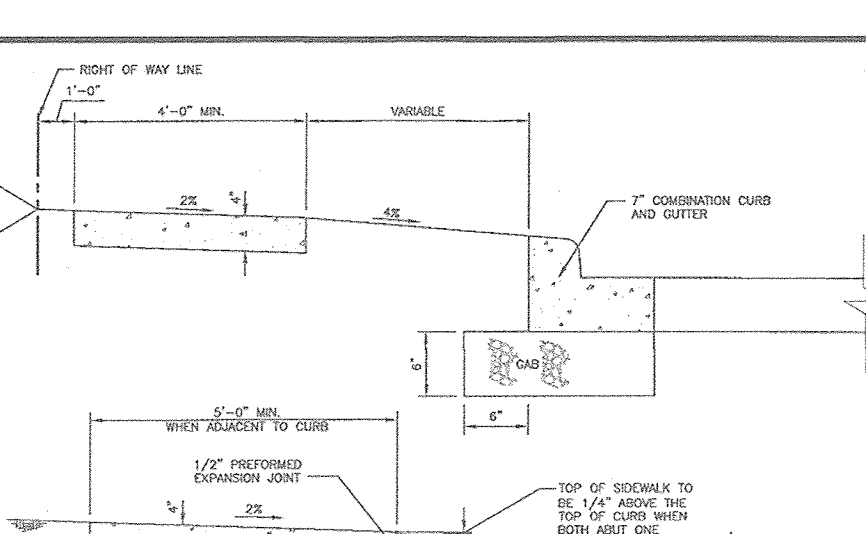 RIGHT OF WAY LINE
1'-0"
4'-0" MIN.
VARIABLE
2%
4"
4%
7" COMBINATION CURB
AND GUTTER
6"
GAB
6"
5'-0" MIN.
WHEN ADJACENT TO CURB
1/2" PREFORMED
EXPANSION JOINT
4"
2%
TOP OF SIDEWALK TO
BE 1/4" ABOVE THE
TOP OF CURB WHEN
BOTH ABUT ONE